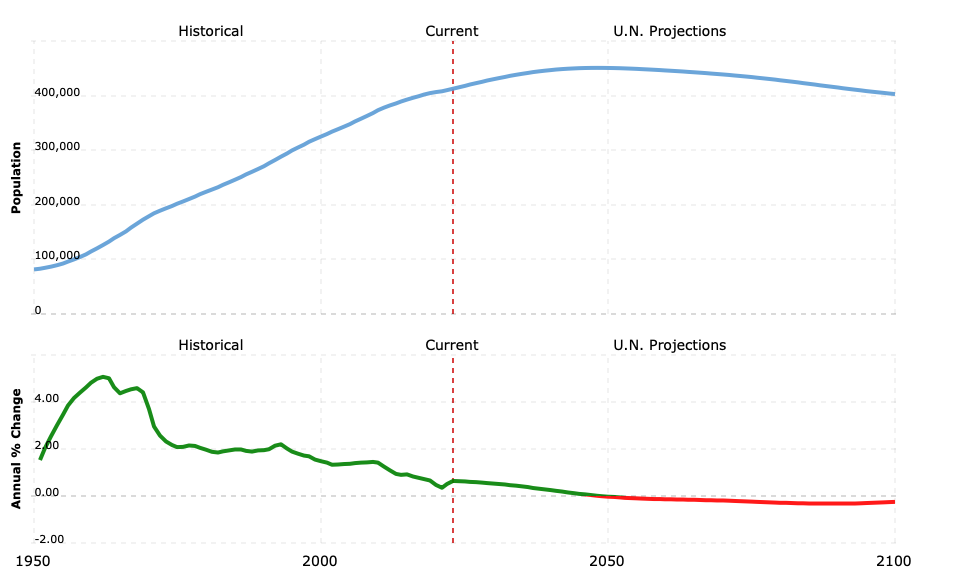 Historical Current U.N. Projections
400,000
300,000
200,000
100,000
0
Population
Historical Current U.N. Projections
4.00
2.00
0.00
-2.00
Annual % Change
1950 2000 2050 2100